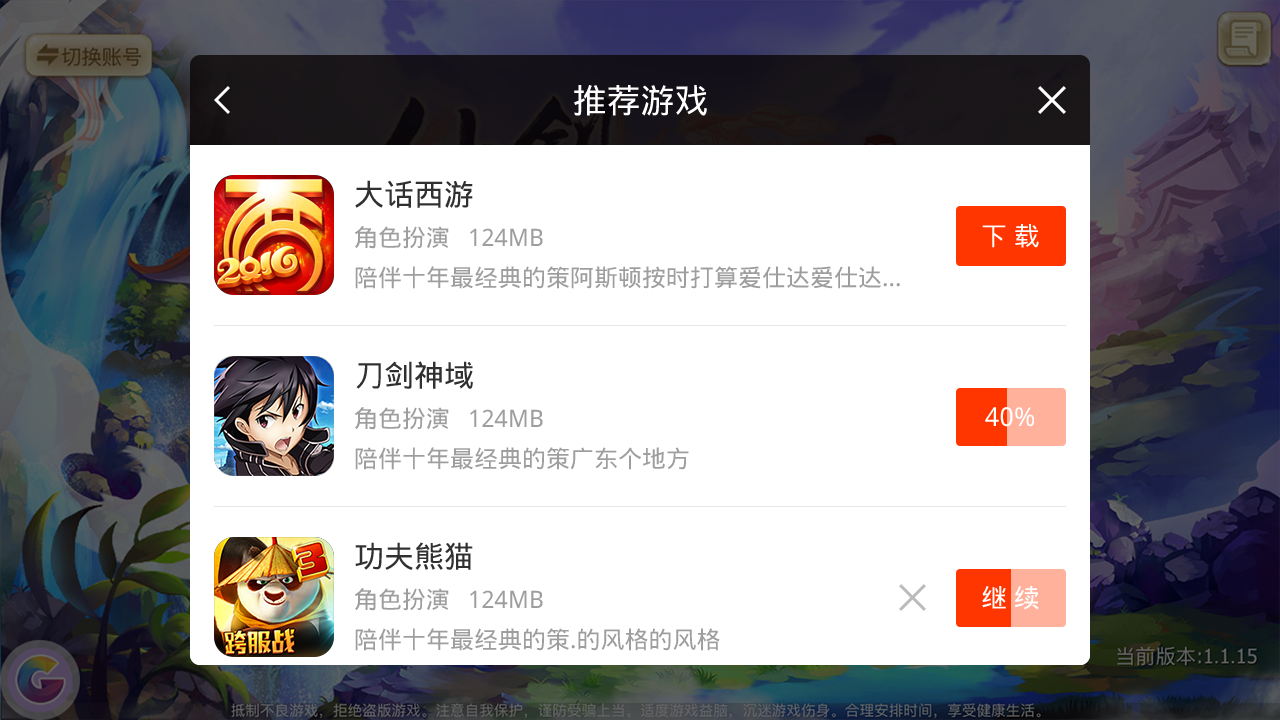 切换账号
推荐游戏
大话西游
角色扮演 124MB
陪伴十年最经典的策阿斯顿按时打算爱仕达爱仕达...
下 载
2016
刀剑神域
角色扮演 124MB
陪伴十年最经典的策广东个地方
40%
功夫熊猫
角色扮演 124MB
陪伴十年最经典的策.的风格的风格
继 续
3
跨服战
当前版本:1.1.15
抵制不良游戏，拒绝盗版游戏。注意自我保护，谨防受骗上当。适度游戏益脑，沉迷游戏伤身。合理安排时间，享受健康生活。